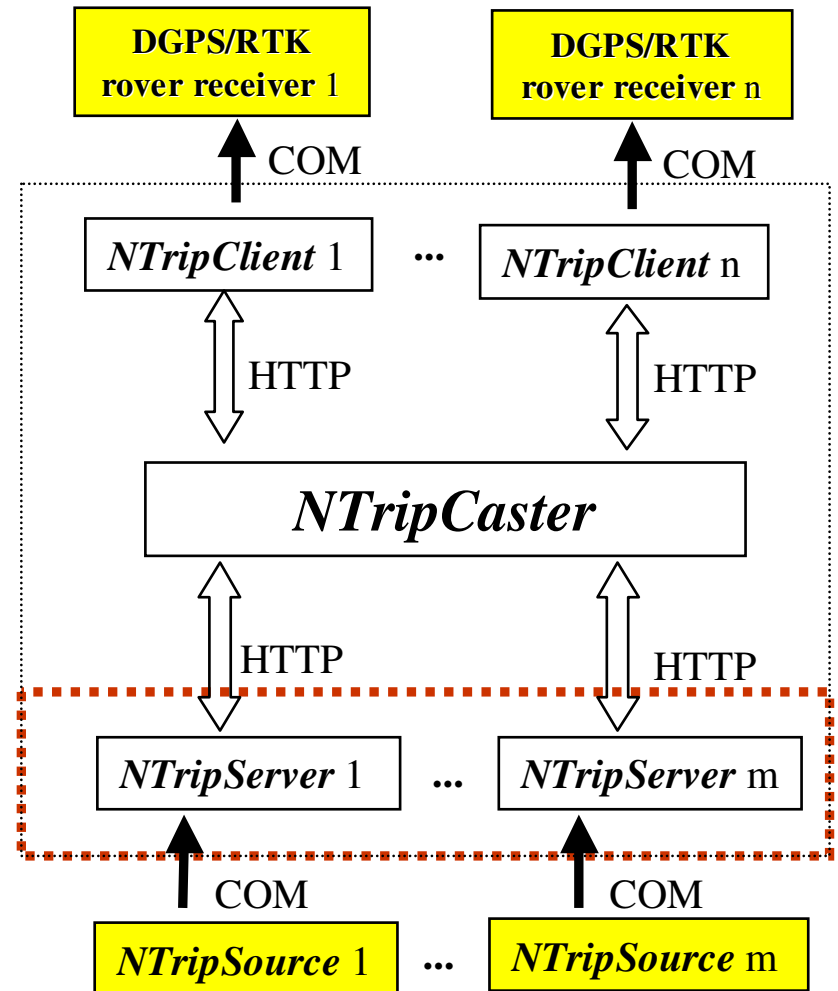 DGPS/RTK
rover receiver 1
DGPS/RTK
rover receiver n
COM
COM
NTripClient 1
...
NTripClient n
HTTP
HTTP
NTripCaster
HTTP
HTTP
NTripServer 1
...
NTripServer m
COM
COM
NTripSource 1
...
NTripSource m